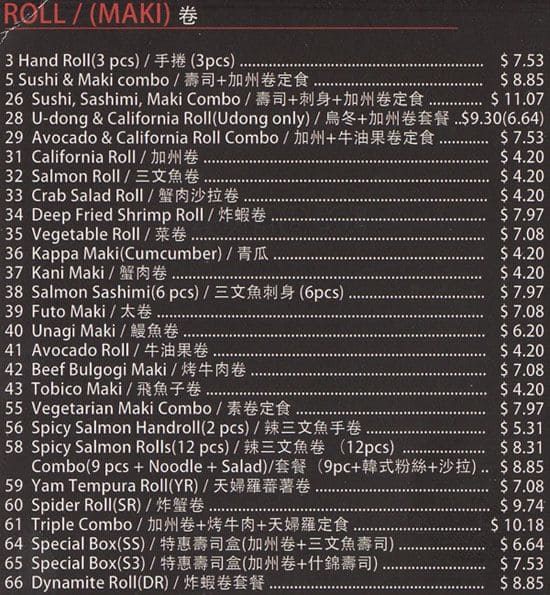 ROLL / (MAKI) 卷
3 Hand Roll(3 pcs) / 手捲 (3pcs) ........ $ 7.53
5 Sushi & Maki combo / 壽司+加州卷定食 ........ $ 8.85
26 Sushi, Sashimi, Maki Combo / 壽司+刺身+加州卷定食 ........ $ 11.07
28 U-dong & California Roll(Udong only) / 烏冬+加州卷套餐 ..$9.30(6.64)
29 Avocado & California Roll Combo / 加州+牛油果卷定食 ........ $ 7.53
31 California Roll / 加州卷 ........ $ 4.20
32 Salmon Roll / 三文魚卷 ........ $ 4.20
33 Crab Salad Roll / 蟹肉沙拉卷 ........ $ 4.20
34 Deep Fried Shrimp Roll / 炸蝦卷 ........ $ 7.97
35 Vegetable Roll / 菜卷 ........ $ 7.08
36 Kappa Maki(Cumcumber) / 青瓜 ........ $ 4.20
37 Kani Maki / 蟹肉卷 ........ $ 4.20
38 Salmon Sashimi(6 pcs) / 三文魚刺身 (6pcs) ........ $ 7.97
39 Futo Maki / 太卷 ........ $ 7.08
40 Unagi Maki / 鰻魚卷 ........ $ 6.20
41 Avocado Roll / 牛油果卷 ........ $ 4.20
42 Beef Bulgogi Maki / 烤牛肉卷 ........ $ 7.08
43 Tobico Maki / 飛魚子卷 ........ $ 4.20
55 Vegetarian Maki Combo / 素卷定食 ........ $ 7.97
56 Spicy Salmon Handroll(2 pcs) / 辣三文魚手卷 ........ $ 5.31
58 Spicy Salmon Rolls(12 pcs) / 辣三文魚卷 （12pcs) ........ $ 8.31
Combo(9 pcs + Noodle + Salad)/套餐（9pc+韓式粉絲+沙拉) .. $ 8.85
59 Yam Tempura Roll(YR) / 天婦羅蕃薯卷 ........ $ 7.08
60 Spider Roll(SR) / 炸蟹卷 ........ $ 9.74
61 Triple Combo / 加州卷+烤牛肉+天婦羅定食 ........ $ 10.18
64 Special Box(SS) / 特惠壽司盒(加州卷+三文魚壽司) ........ $ 6.64
65 Special Box(S3) / 特惠壽司盒(加州卷+什錦壽司) ........ $ 7.53
66 Dynamite Roll(DR) / 炸蝦卷套餐 ........ $ 8.85